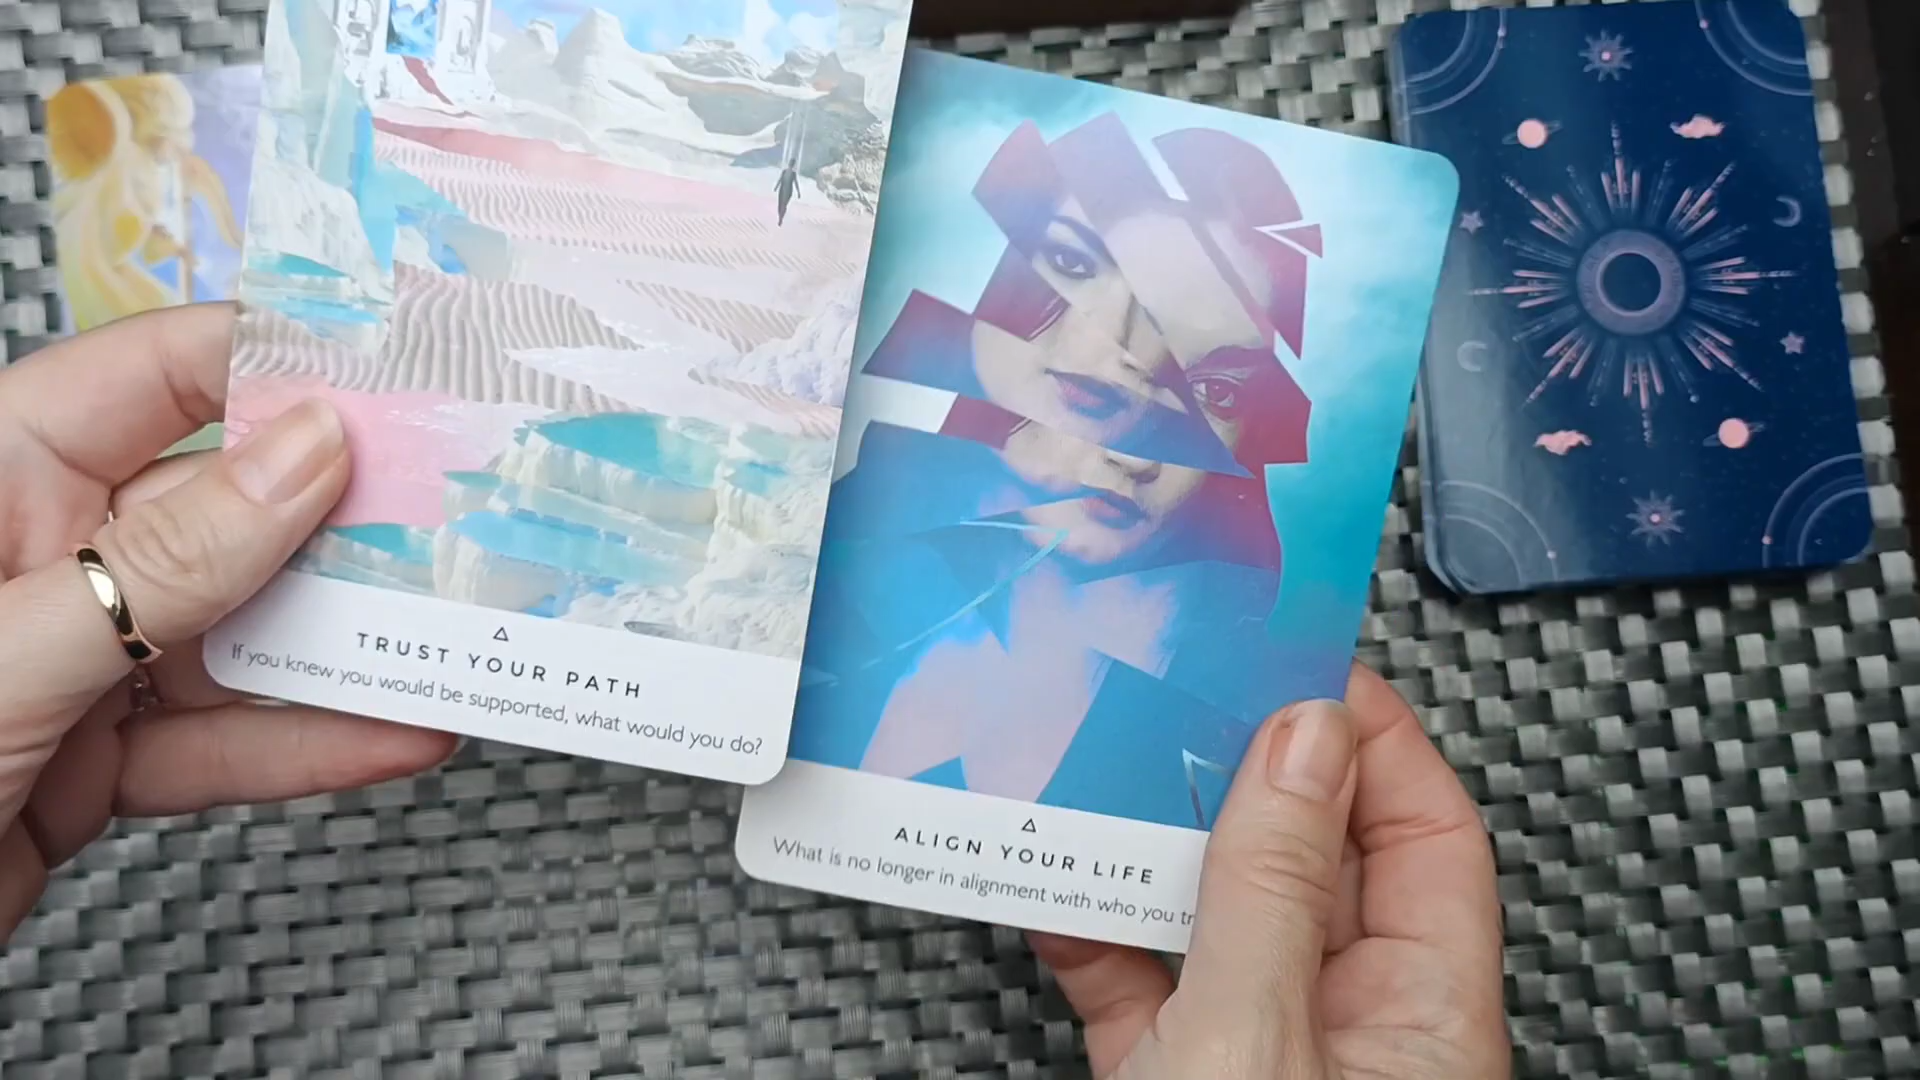 TRUST YOUR PATH
If you knew you would be supported, what would you do?
ALIGN YOUR LIFE
What is no longer in alignment with who you